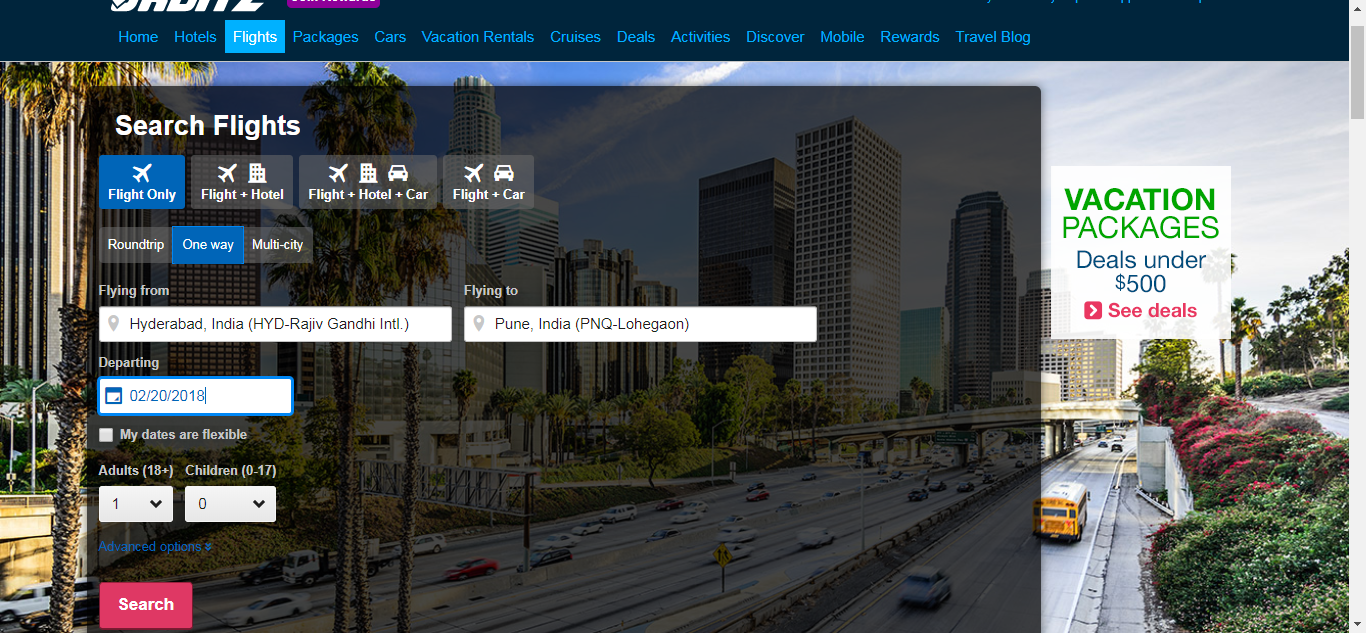 ORBITZ
Join Rewards
Home Hotels Flights Packages Cars Vacation Rentals Cruises Deals Activities Discover Mobile Rewards Travel Blog
Search Flights
Flight Only Flight + Hotel Flight + Hotel + Car Flight + Car
Roundtrip One way Multi-city
Flying from Flying to
Hyderabad, India (HYD-Rajiv Gandhi Intl.) Pune, India (PNQ-Lohegaon)
Departing
02/20/2018
My dates are flexible
Adults (18+) Children (0-17)
1 0
Advanced options
Search
VACATION
PACKAGES
Deals under
$500
See deals